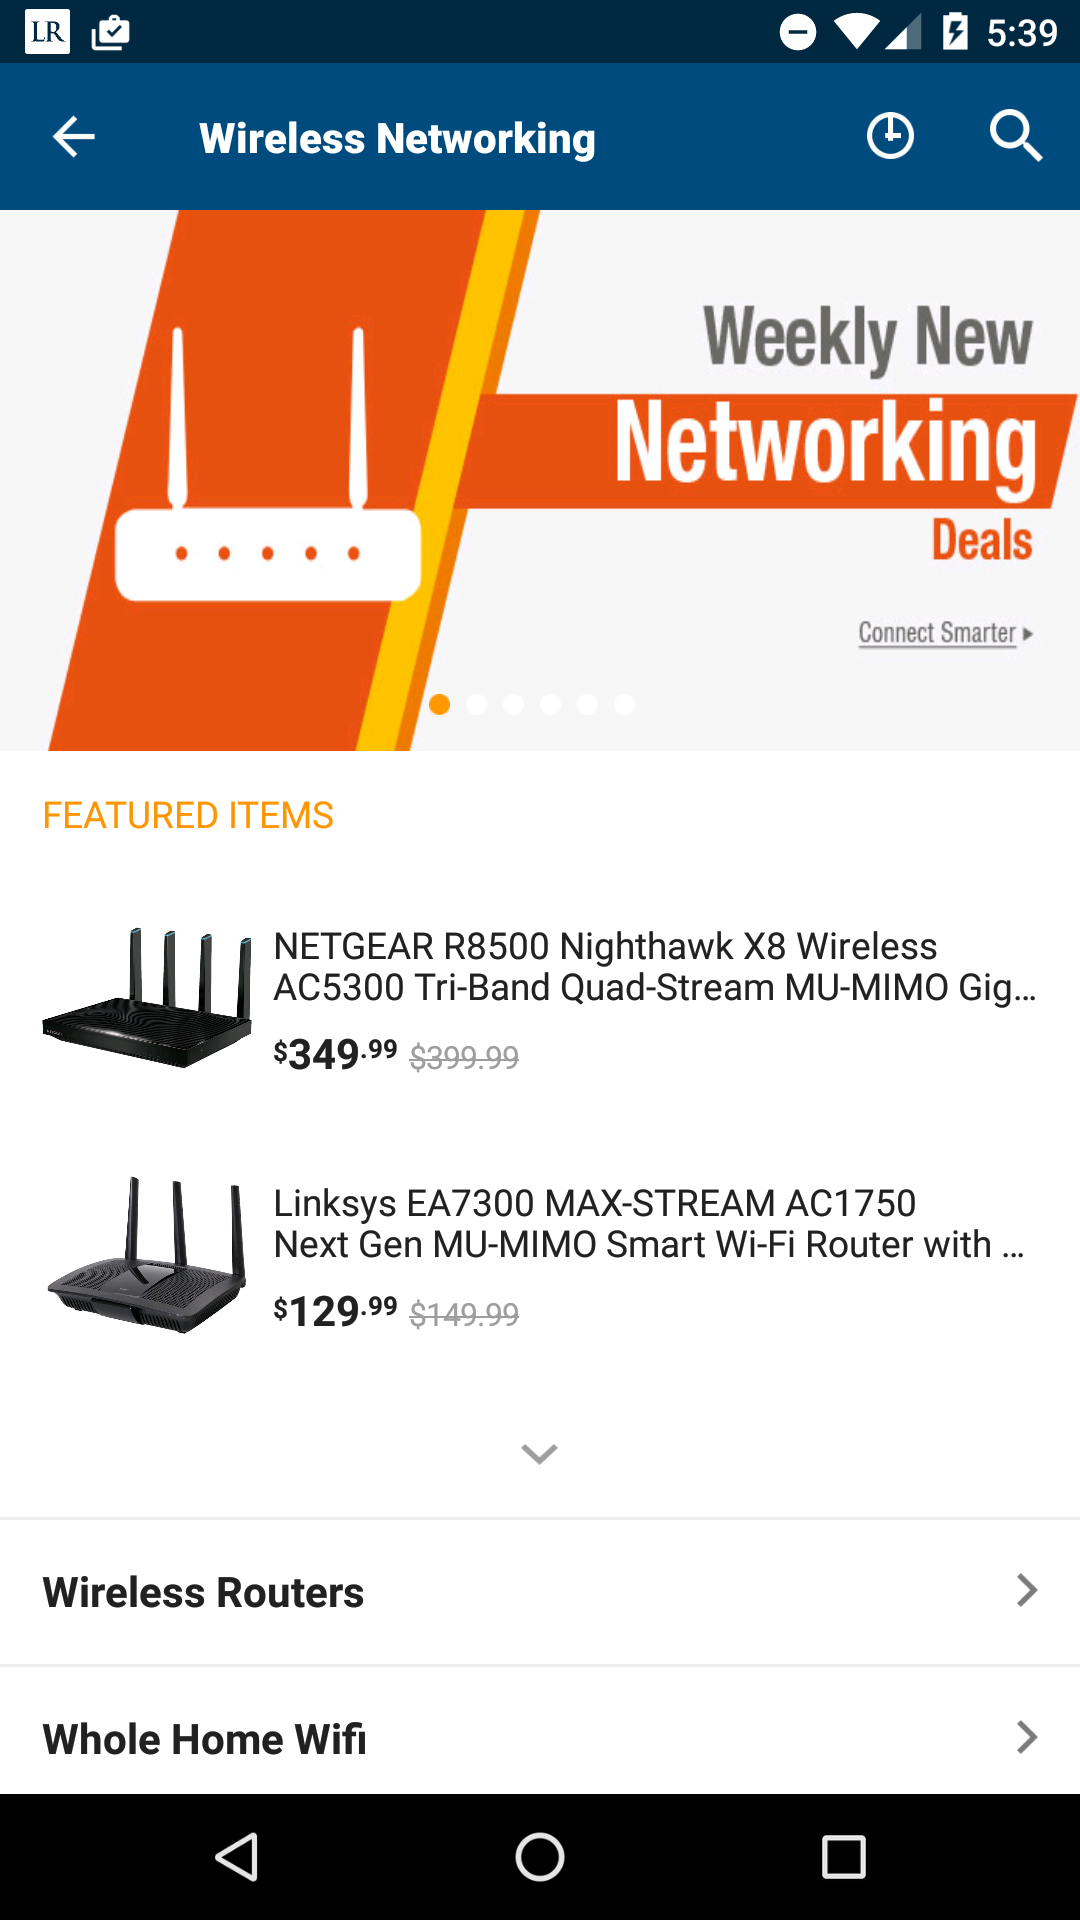 LR
5:39
Wireless Networking
Weekly New
Networking
Deals
Connect Smarter
FEATURED ITEMS
NETGEAR R8500 Nighthawk X8 Wireless
AC5300 Tri-Band Quad-Stream MU-MIMO Gig...
$349.99 $399.99
Linksys EA7300 MAX-STREAM AC1750
Next Gen MU-MIMO Smart Wi-Fi Router with ...
$129.99 $149.99
Wireless Routers
Whole Home Wifi